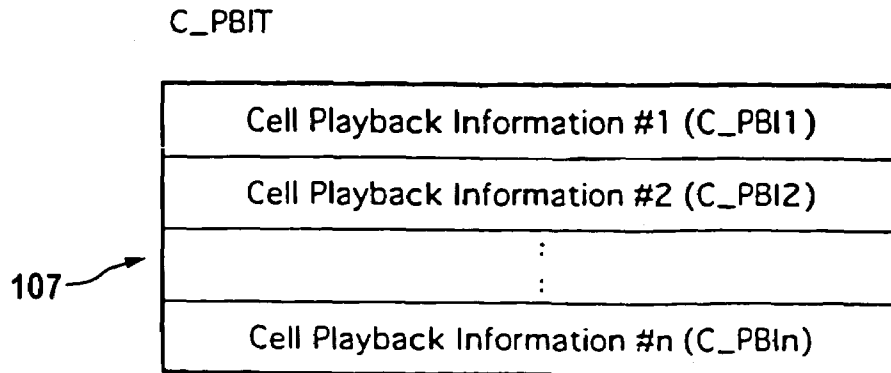 C_PBIT
Cell Playback Information #1 (C_PBI1)
Cell Playback Information #2 (C_PBI2)
:
:
107
Cell Playback Information #n (C_PBIn)